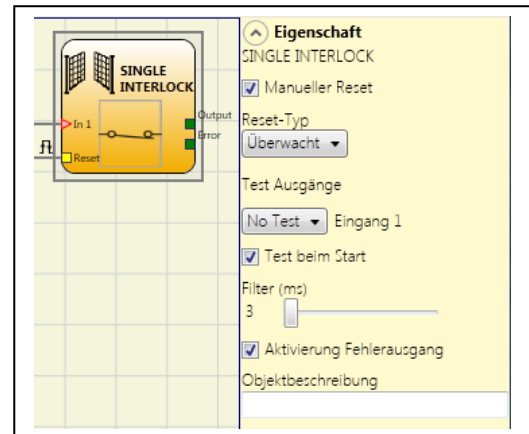 SINGLE
INTERLOCK
In 1
Reset
Output
Error
Eigenschaft
SINGLE INTERLOCK
Manueller Reset
Reset-Typ
Überwacht
Test Ausgänge
No Test Eingang 1
Test beim Start
Filter (ms)
3
Aktivierung Fehlerausgang
Objektbeschreibung